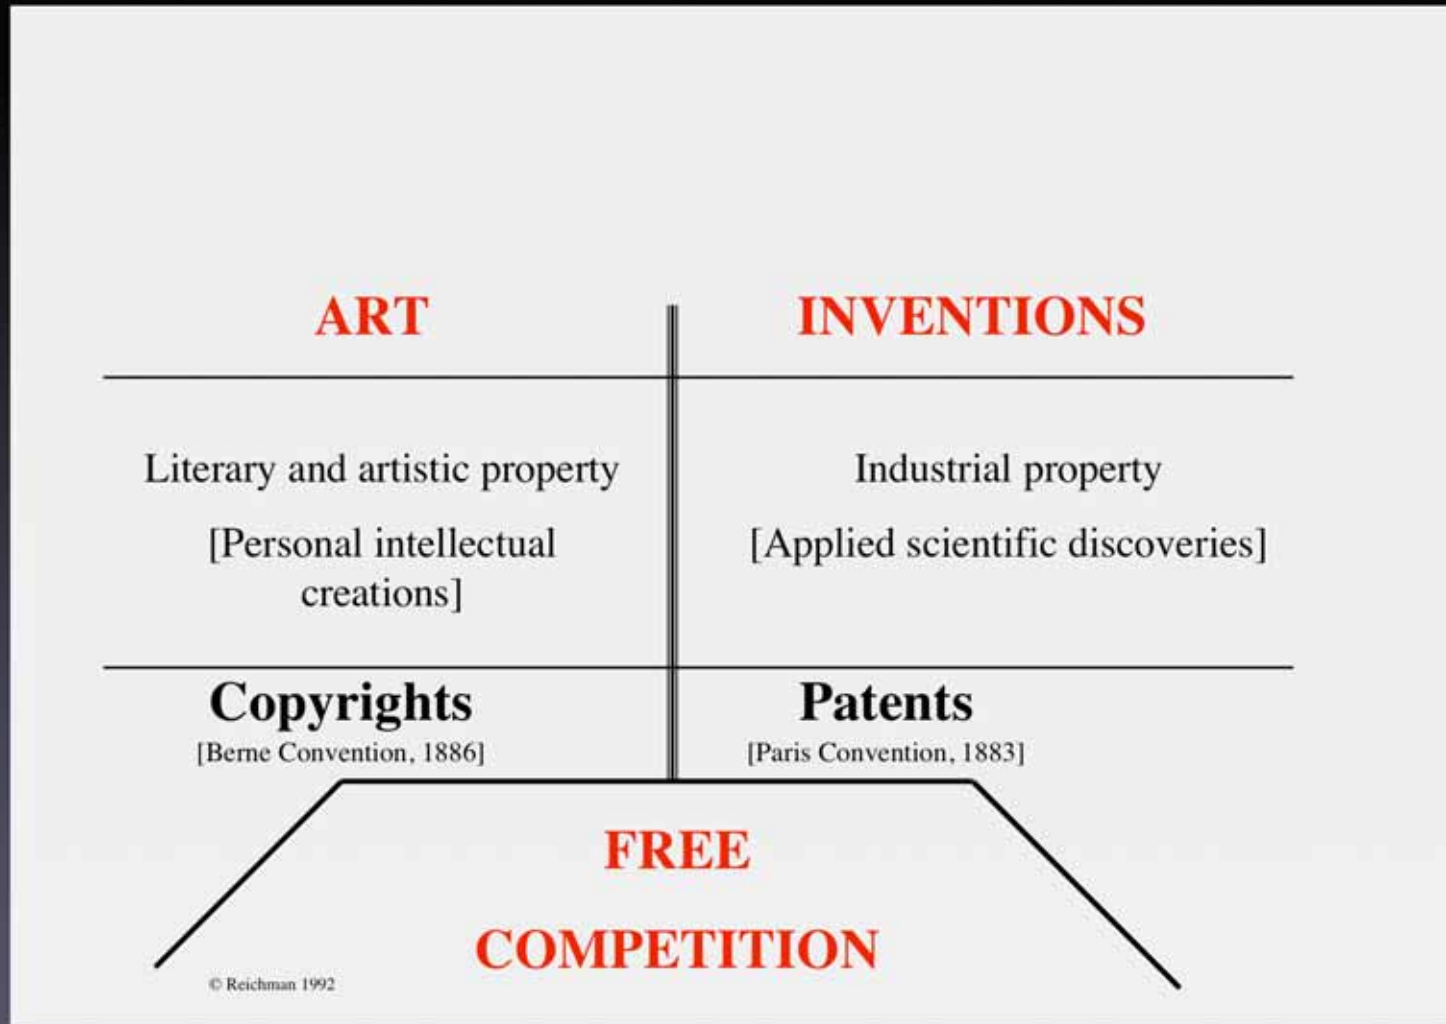 ART
INVENTIONS
Literary and artistic property
[Personal intellectual
creations]
Industrial property
[Applied scientific discoveries]
Copyrights
[Berne Convention, 1886]
Patents
[Paris Convention, 1883]
FREE
COMPETITION
© Reichman 1992